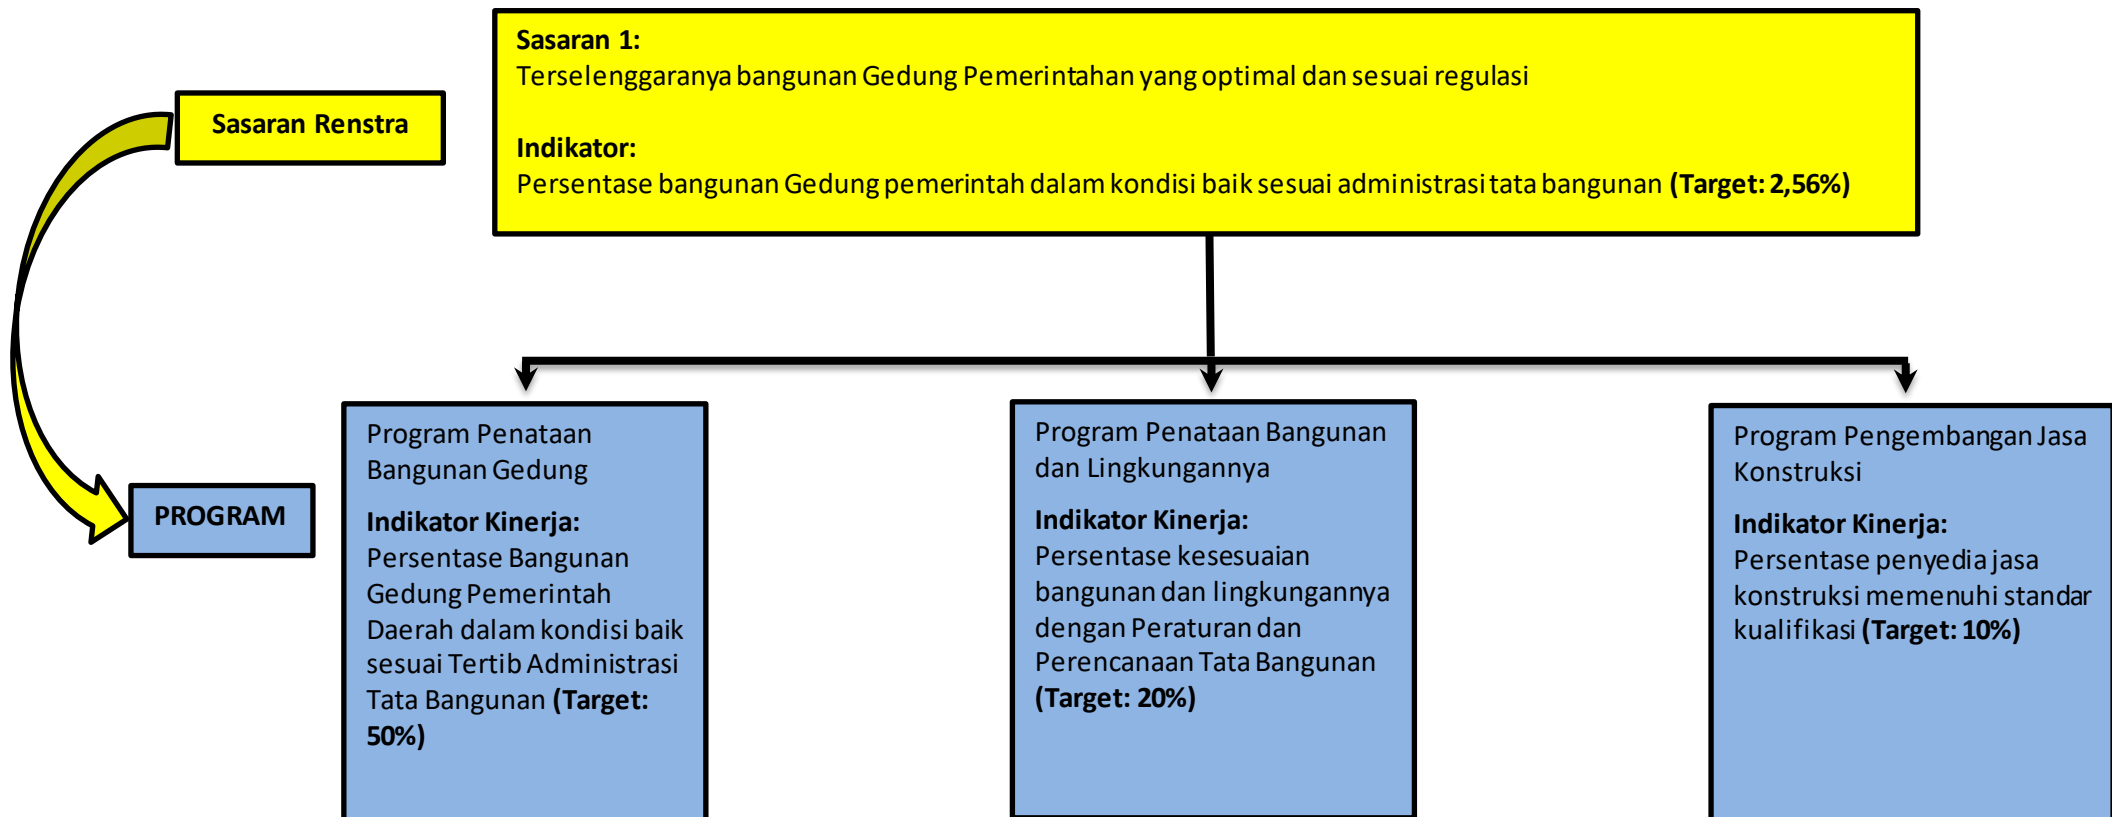 Sasaran 1:
Terselenggaranya bangunan Gedung Pemerintahan yang optimal dan sesuai regulasi
Indikator:
Persentase bangunan Gedung pemerintah dalam kondisi baik sesuai administrasi tata bangunan (Target: 2,56%)
Sasaran Renstra
PROGRAM
Program Penataan
Bangunan Gedung
Indikator Kinerja:
Persentase Bangunan
Gedung Pemerintah
Daerah dalam kondisi baik
sesuai Tertib Administrasi
Tata Bangunan (Target:
50%)
Program Penataan Bangunan
dan Lingkungannya
Indikator Kinerja:
Persentase kesesuaian
bangunan dan lingkungannya
dengan Peraturan dan
Perencanaan Tata Bangunan
(Target: 20%)
Program Pengembangan Jasa
Konstruksi
Indikator Kinerja:
Persentase penyedia jasa
konstruksi memenuhi standar
kualifikasi (Target: 10%)